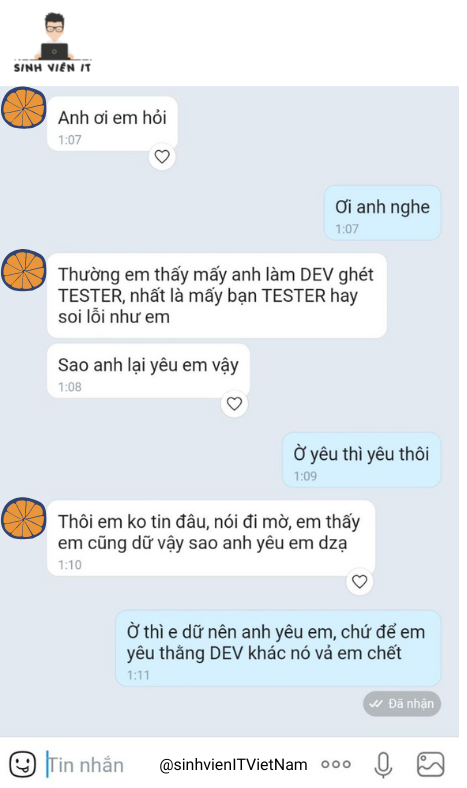 SINH VIÊN IT
Anh ơi em hỏi
1:07
Ơi anh nghe
1:07
Thường em thấy mấy anh làm DEV ghét
TESTER, nhất là mấy bạn TESTER hay
soi lỗi như em
Sao anh lại yêu em vậy
1:08
Ờ yêu thì yêu thôi
1:09
Thôi em ko tin đâu, nói đi mờ, em thấy
em cũng dữ vậy sao anh yêu em dzạ
1:10
Ờ thì e dữ nên anh yêu em, chứ để em
yêu thằng DEV khác nó vả em chết
1:11
Đã nhận
Tin nhắn @sinhvienITVietNam